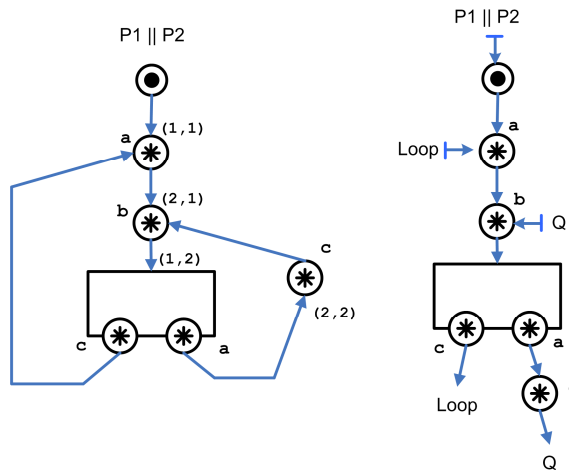 P1 || P2
a
(1,1)
b
(2,1)
(1,2)
c
(2,2)
c
a
P1 || P2
a
Loop
b
Q
c
a
Loop
Q